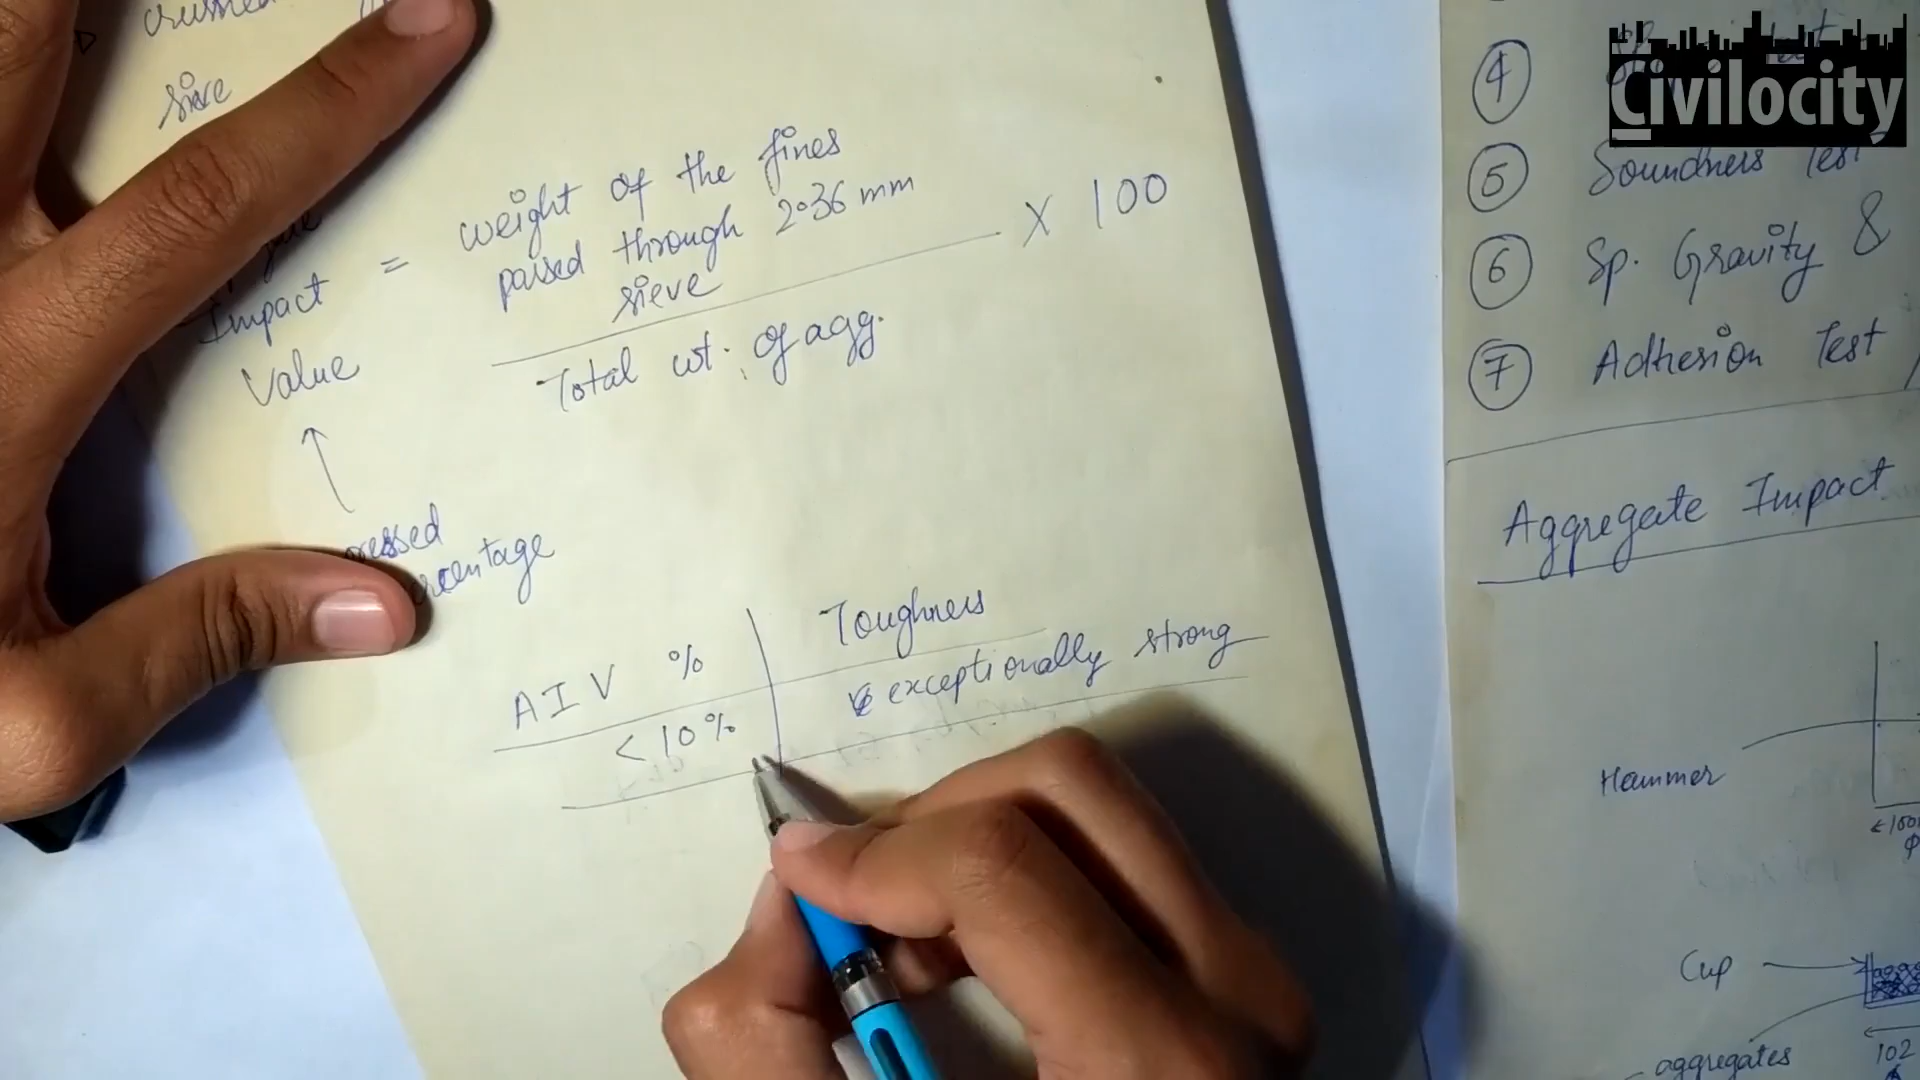 sieve
Impact
Value
=
weight of the fines
passed through 2.36 mm
sieve
Total wt. of agg.
X 100
AIV %
Toughness
< 10%
exceptionally strong
Civilocity
4
5 Soundness Test
6 Sp. Gravity &
7 Adhesion Test
Aggregate Impact
Hammer
Cup
aggregates
102